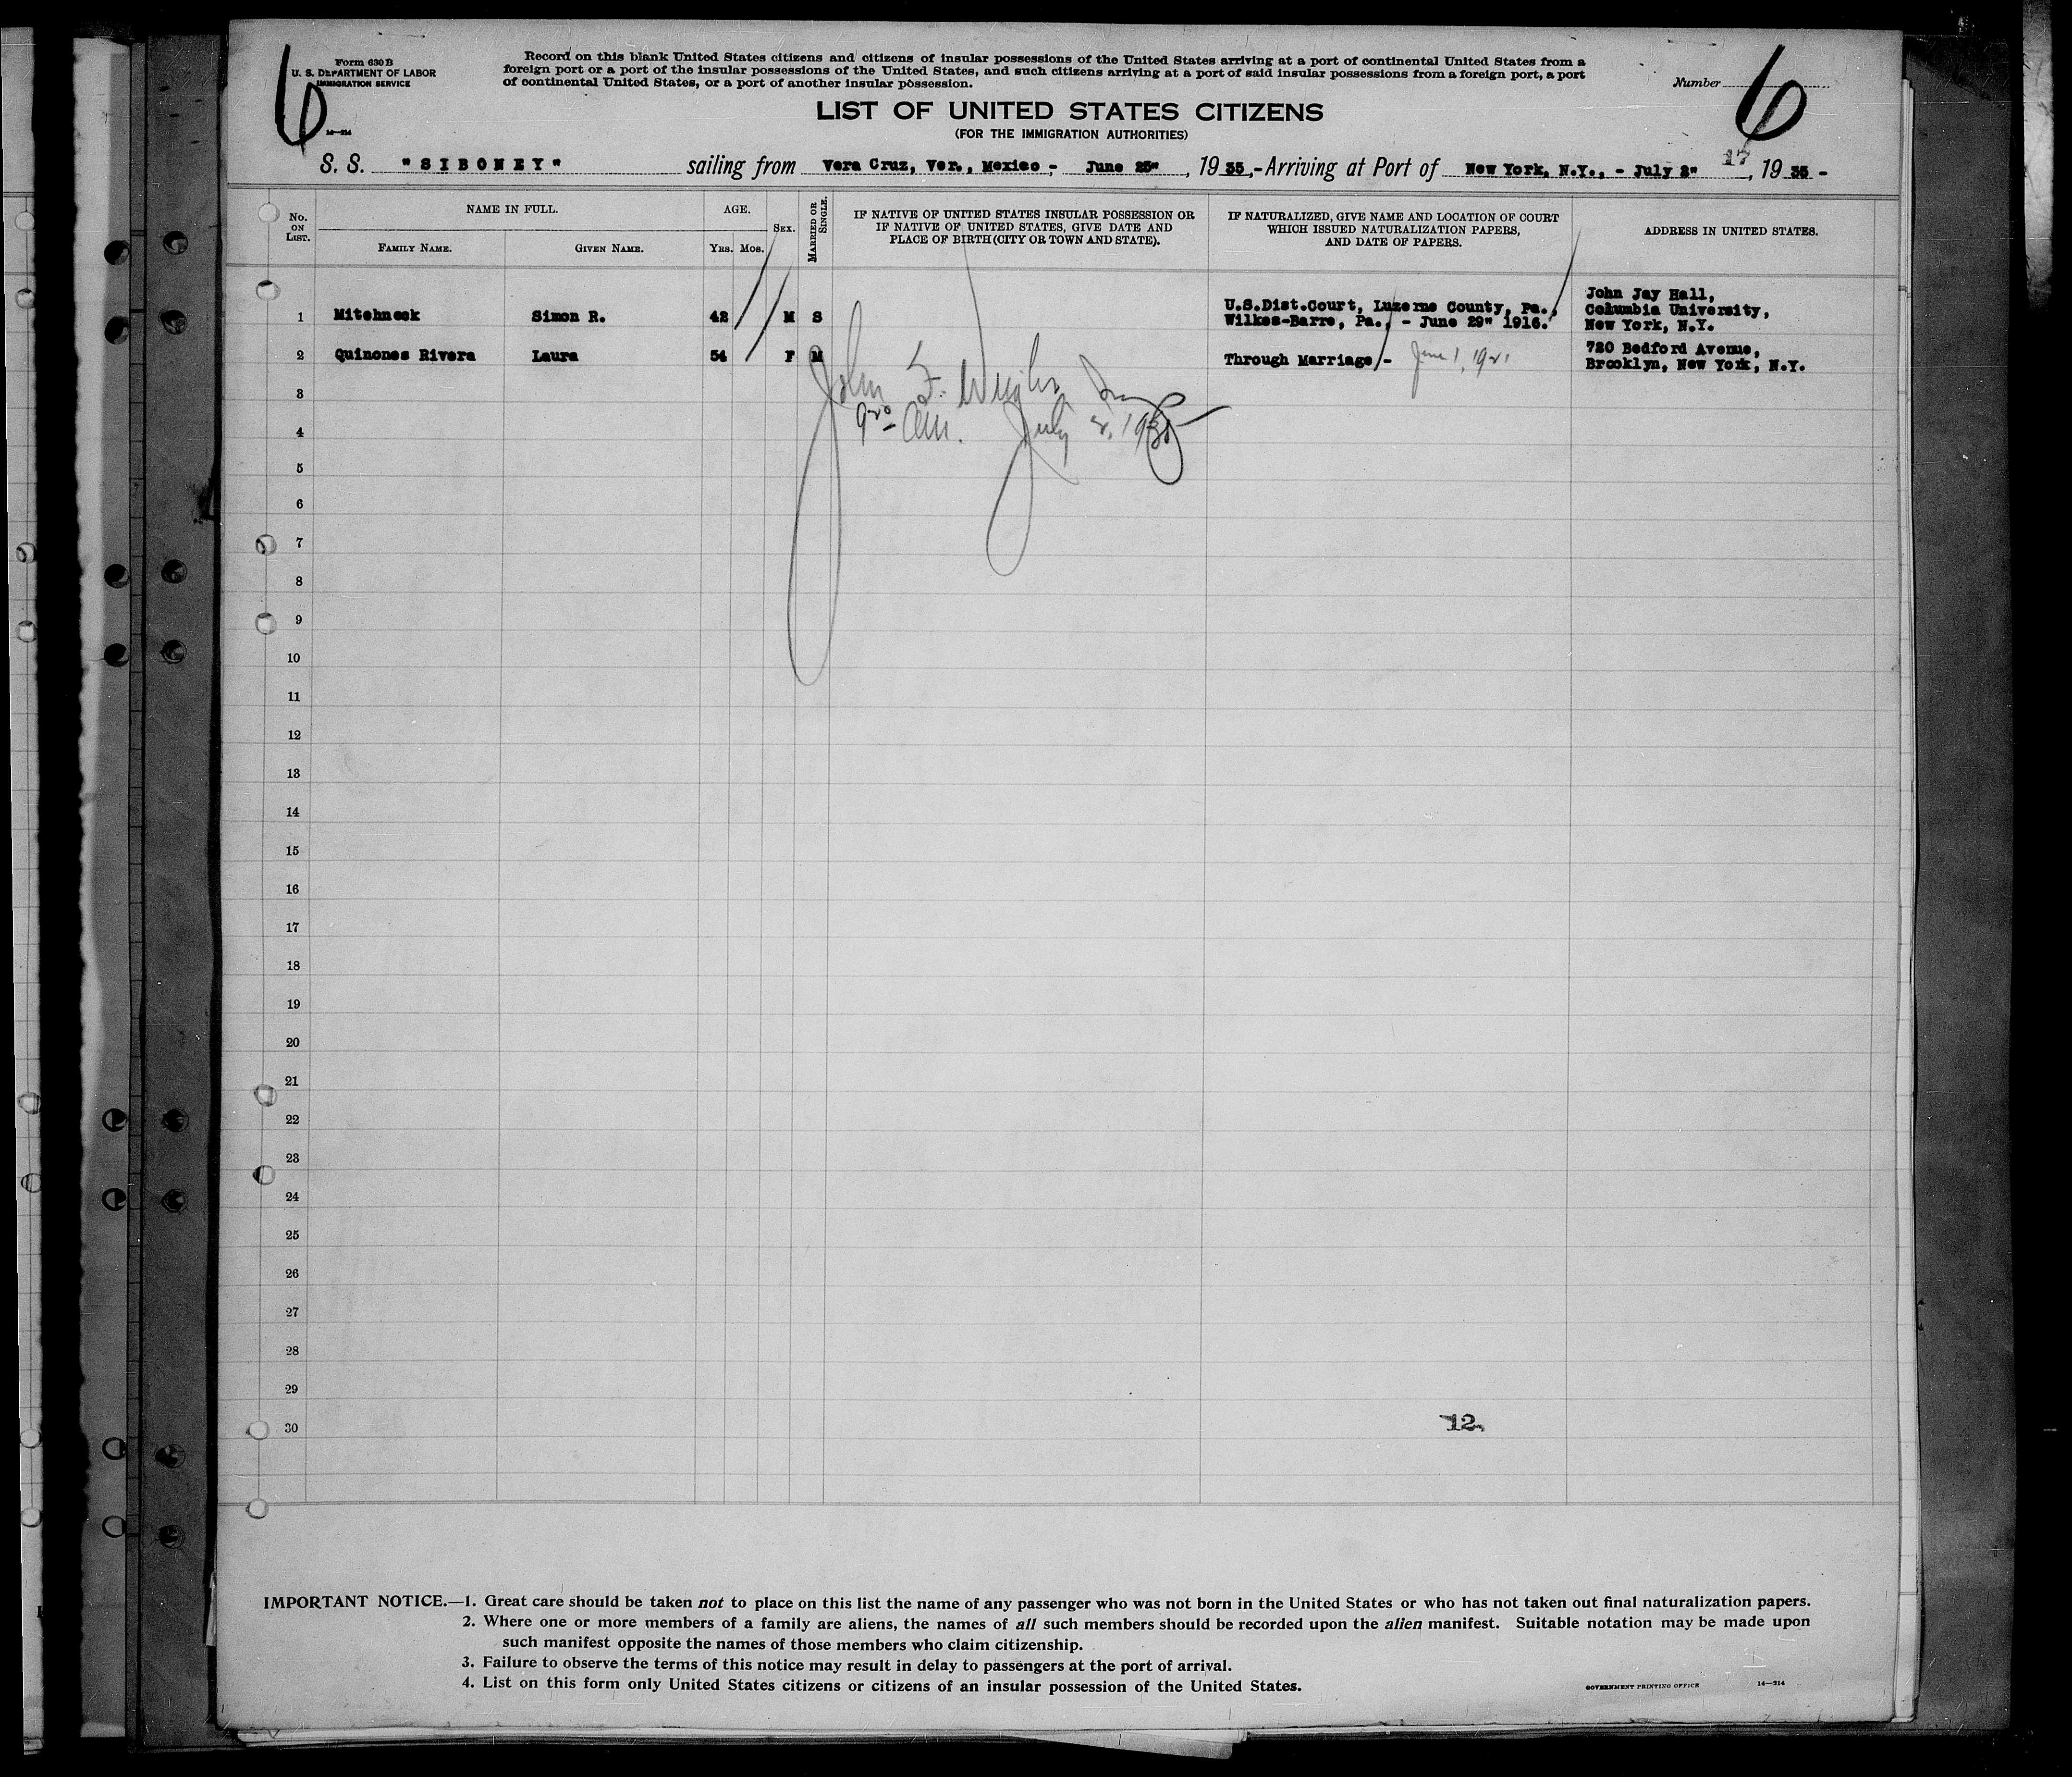 Form 630 B
U. S. DEPARTMENT OF LABOR
IMMIGRATION SERVICE
14—214
6
Record on this blank United States citizens and citizens of insular possessions of the United States arriving at a port of continental United States from a
foreign port or a port of the insular possessions of the United States, and such citizens arriving at a port of said insular possessions from a foreign port, a port
of continental United States, or a port of another insular possession.
Number 6
LIST OF UNITED STATES CITIZENS
(FOR THE IMMIGRATION AUTHORITIES)
S. S. "SIBONEY" sailing from Vera Cruz, Ver., Mexico - June 25" , 19 35,- Arriving at Port of New York, N.Y., - July 2" 17 , 19 35 -
No. ON LIST.
NAME IN FULL.
FAMILY NAME. GIVEN NAME.
AGE.
YRS. MOS.
SEX.
MARRIED OR SINGLE.
IF NATIVE OF UNITED STATES INSULAR POSSESSION OR
IF NATIVE OF UNITED STATES, GIVE DATE AND
PLACE OF BIRTH (CITY OR TOWN AND STATE).
IF NATURALIZED, GIVE NAME AND LOCATION OF COURT
WHICH ISSUED NATURALIZATION PAPERS,
AND DATE OF PAPERS.
ADDRESS IN UNITED STATES.
1 Mitchneck Simon R. 42 M S
U.S.Dist.Court, Luzerne County, Pa.,
Wilkes-Barre, Pa., - June 29" 1916.
John Jay Hall,
Columbia University,
New York, N.Y.
2 Quinones Rivera Laura 54 F M
Through Marriage - June 1, 1921
720 Bedford Avenue,
Brooklyn, New York, N.Y.
John F.
July 2, 1935
3
4
5
6
7
8
9
10
11
12
13
14
15
16
17
18
19
20
21
22
23
24
25
26
27
28
29
30
12
IMPORTANT NOTICE.—1. Great care should be taken not to place on this list the name of any passenger who was not born in the United States or who has not taken out final naturalization papers.
2. Where one or more members of a family are aliens, the names of all such members should be recorded upon the alien manifest. Suitable notation may be made upon
such manifest opposite the names of those members who claim citizenship.
3. Failure to observe the terms of this notice may result in delay to passengers at the port of arrival.
4. List on this form only United States citizens or citizens of an insular possession of the United States.
GOVERNMENT PRINTING OFFICE 14—214